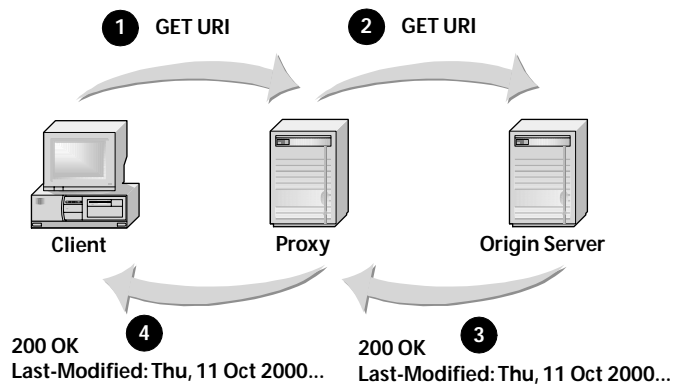 1 GET URI
2 GET URI
Client
Proxy
Origin Server
4
200 OK
Last-Modified: Thu, 11 Oct 2000...
3
200 OK
Last-Modified: Thu, 11 Oct 2000...